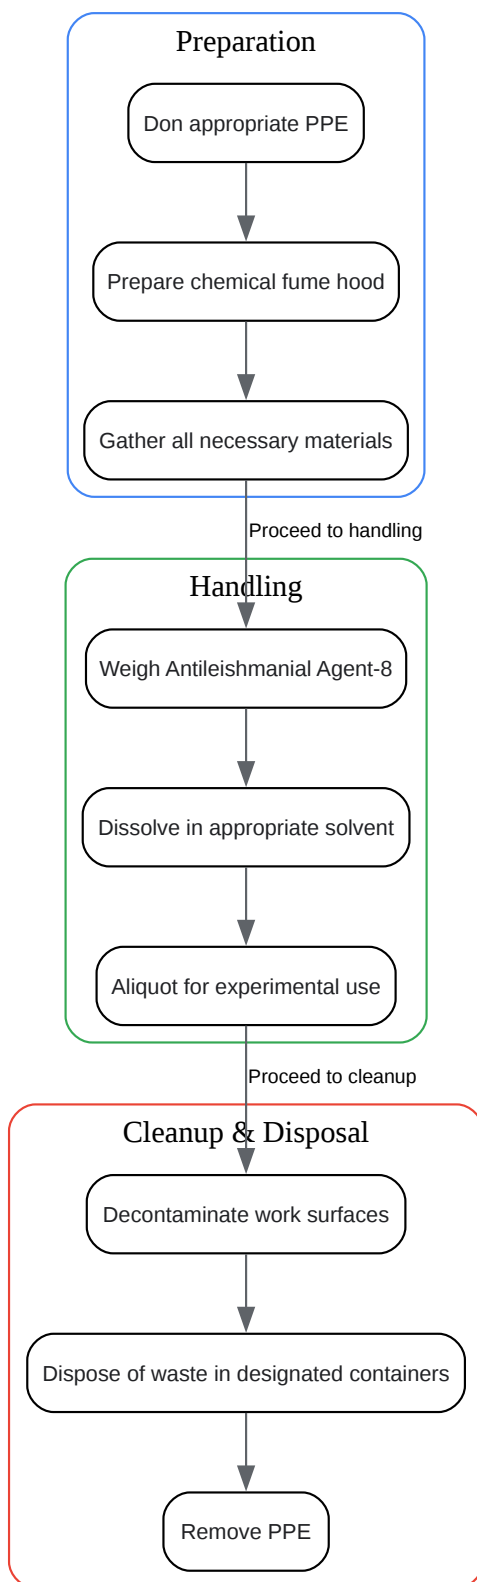 Preparation
Don appropriate PPE
Prepare chemical fume hood
Gather all necessary materials
Proceed to handling
Handling
Weigh Antileishmanial Agent-8
Dissolve in appropriate solvent
Aliquot for experimental use
Proceed to cleanup
Cleanup & Disposal
Decontaminate work surfaces
Dispose of waste in designated containers
Remove PPE